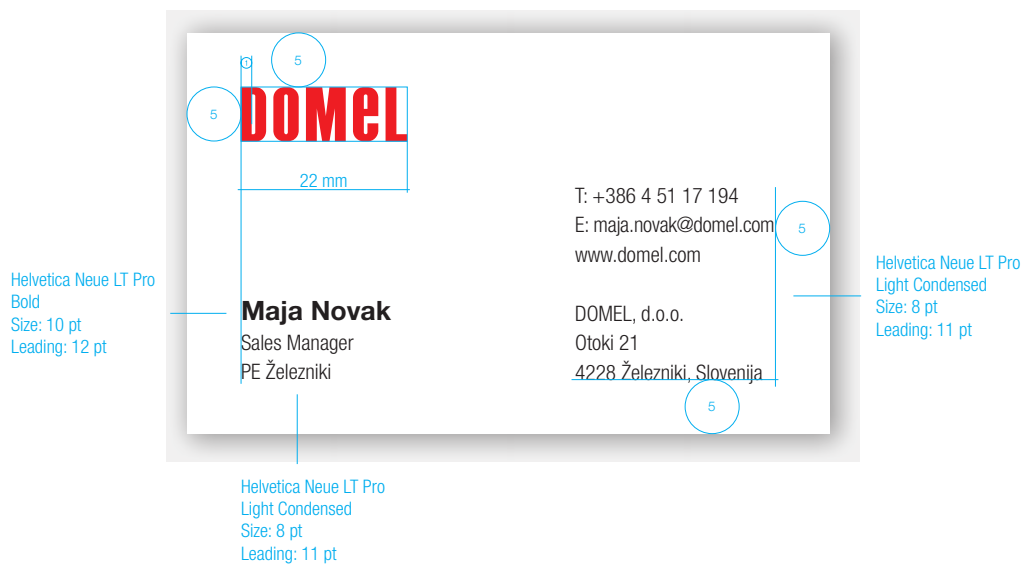 1
5
5
DOMEL
22 mm
T: +386 4 51 17 194
E: maja.novak@domel.com
www.domel.com
5
Helvetica Neue LT Pro
Bold
Size: 10 pt
Leading: 12 pt
Maja Novak
Sales Manager
PE Železniki
DOMEL, d.o.o.
Otoki 21
4228 Železniki, Slovenija
5
Helvetica Neue LT Pro
Light Condensed
Size: 8 pt
Leading: 11 pt
Helvetica Neue LT Pro
Light Condensed
Size: 8 pt
Leading: 11 pt